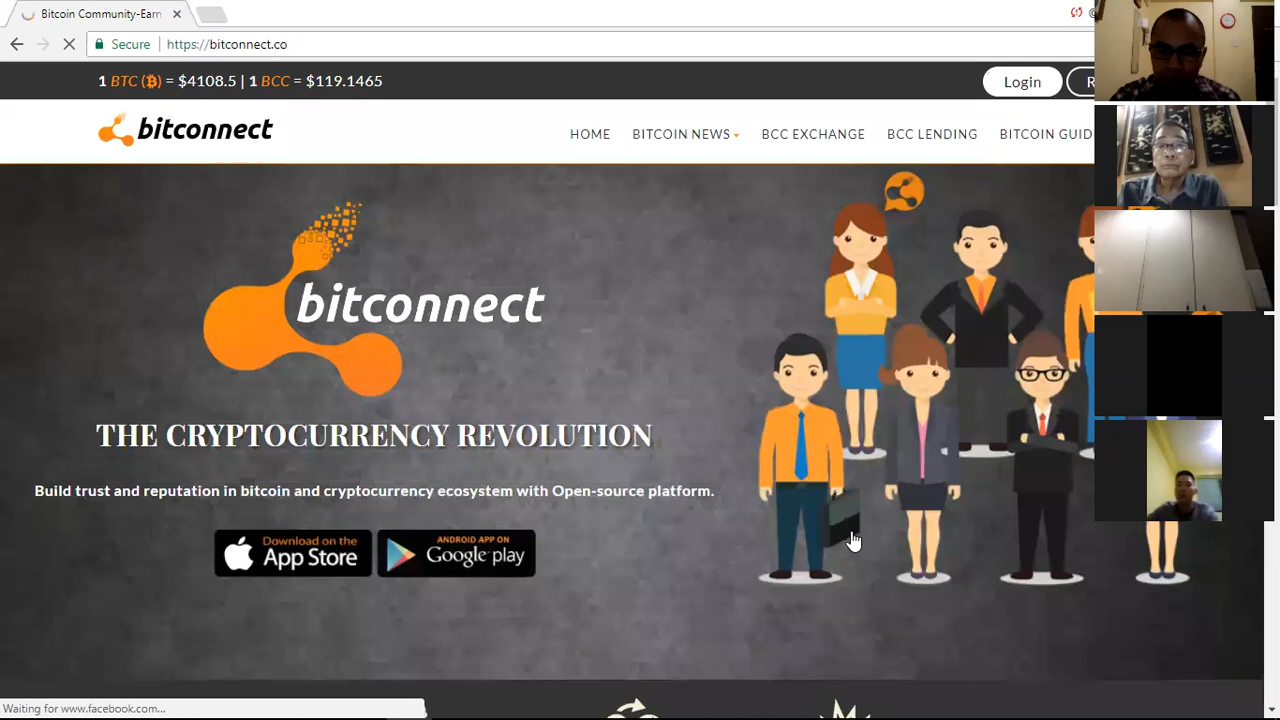 Bitcoin Community-Earn
Secure
https://bitconnect.co
1 BTC (₿) = $4108.5 | 1 BCC = $119.1465
Login
R
bitconnect
HOME
BITCOIN NEWS
BCC EXCHANGE
BCC LENDING
BITCOIN GUID
bitconnect
THE CRYPTOCURRENCY REVOLUTION
Build trust and reputation in bitcoin and cryptocurrency ecosystem with Open-source platform.
Download on the
App Store
ANDROID APP ON
Google play
Waiting for www.facebook.com...